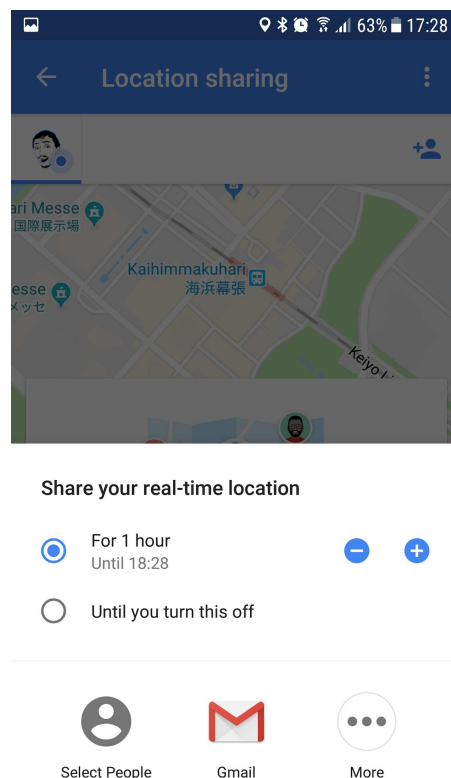 63% 17:28
Location sharing
ari Messe
国際展示場
Kaihimmakuhari
海浜幕張
esse
メッセ
Keiyo Li
Share your real-time location
For 1 hour
Until 18:28
Until you turn this off
Select People Gmail More